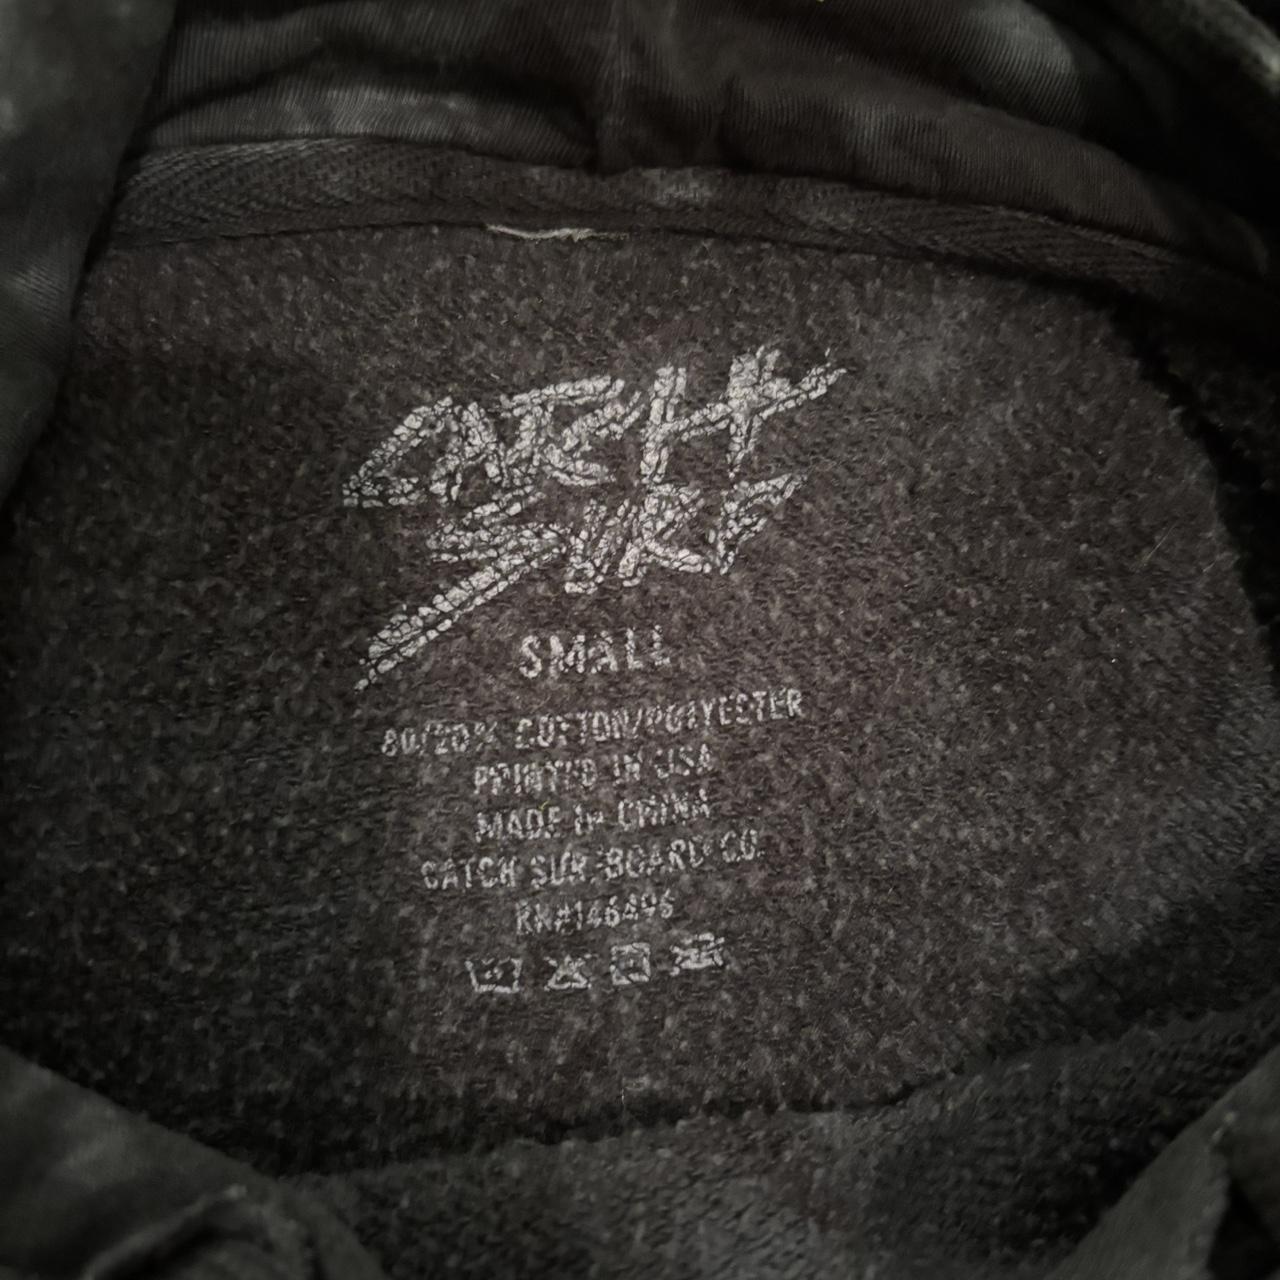 CATCH
SURF
SMALL
80/20% COTTON/POLYESTER
PRINTED IN USA
MADE IN CHINA
CATCH SURFBOARD CO.
RN#146496